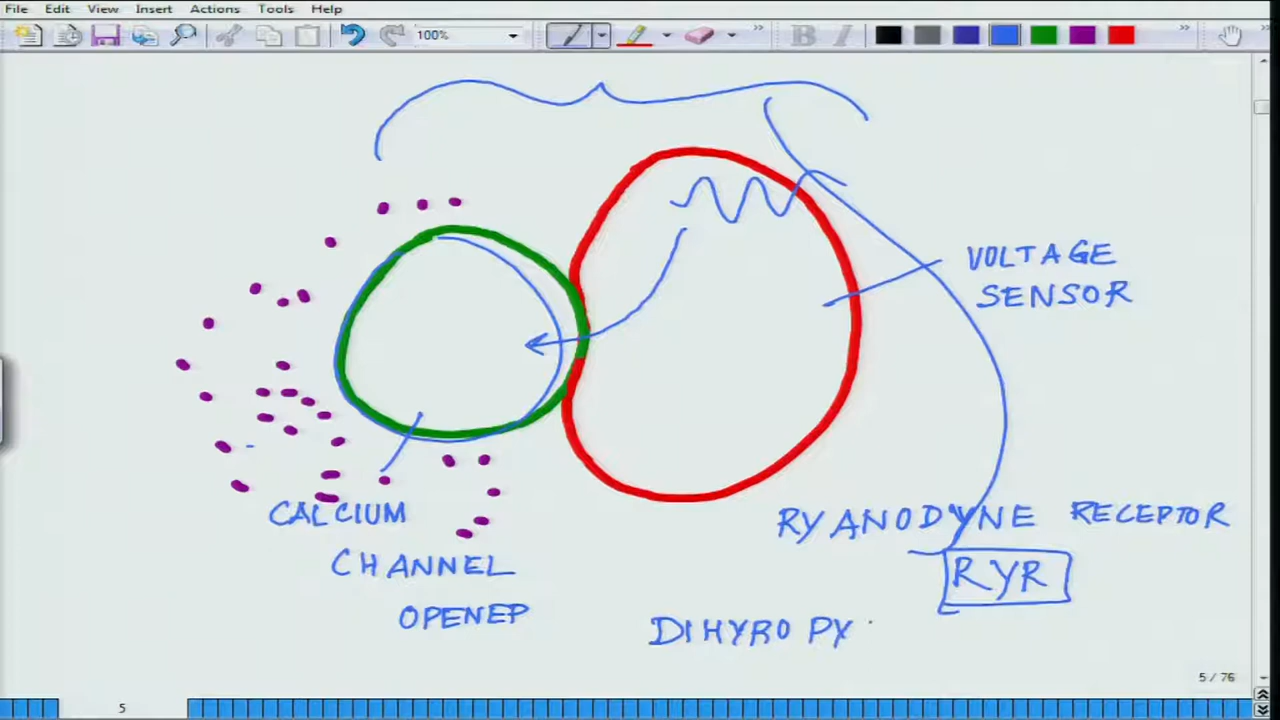 File Edit View Insert Actions Tools Help
100%
VOLTAGE
SENSOR
CALCIUM
CHANNEL
OPENEP
RYANODYNE RECEPTOR
RYR
DIHYRO PY
5 / 76
5